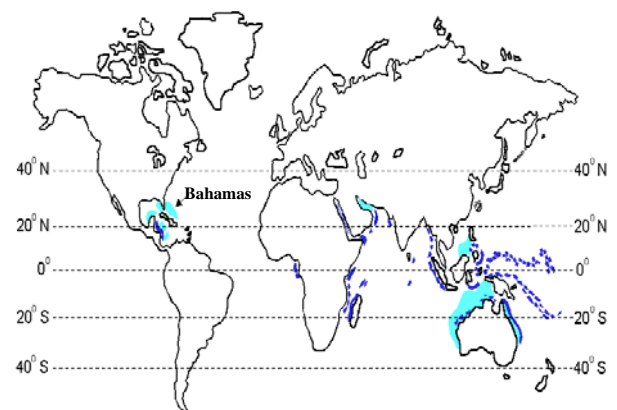 40⁰ N 40⁰ N
Bahamas
20⁰ N 20⁰ N
0⁰ 0⁰
20⁰ S 20⁰ S
40⁰ S 40⁰ S